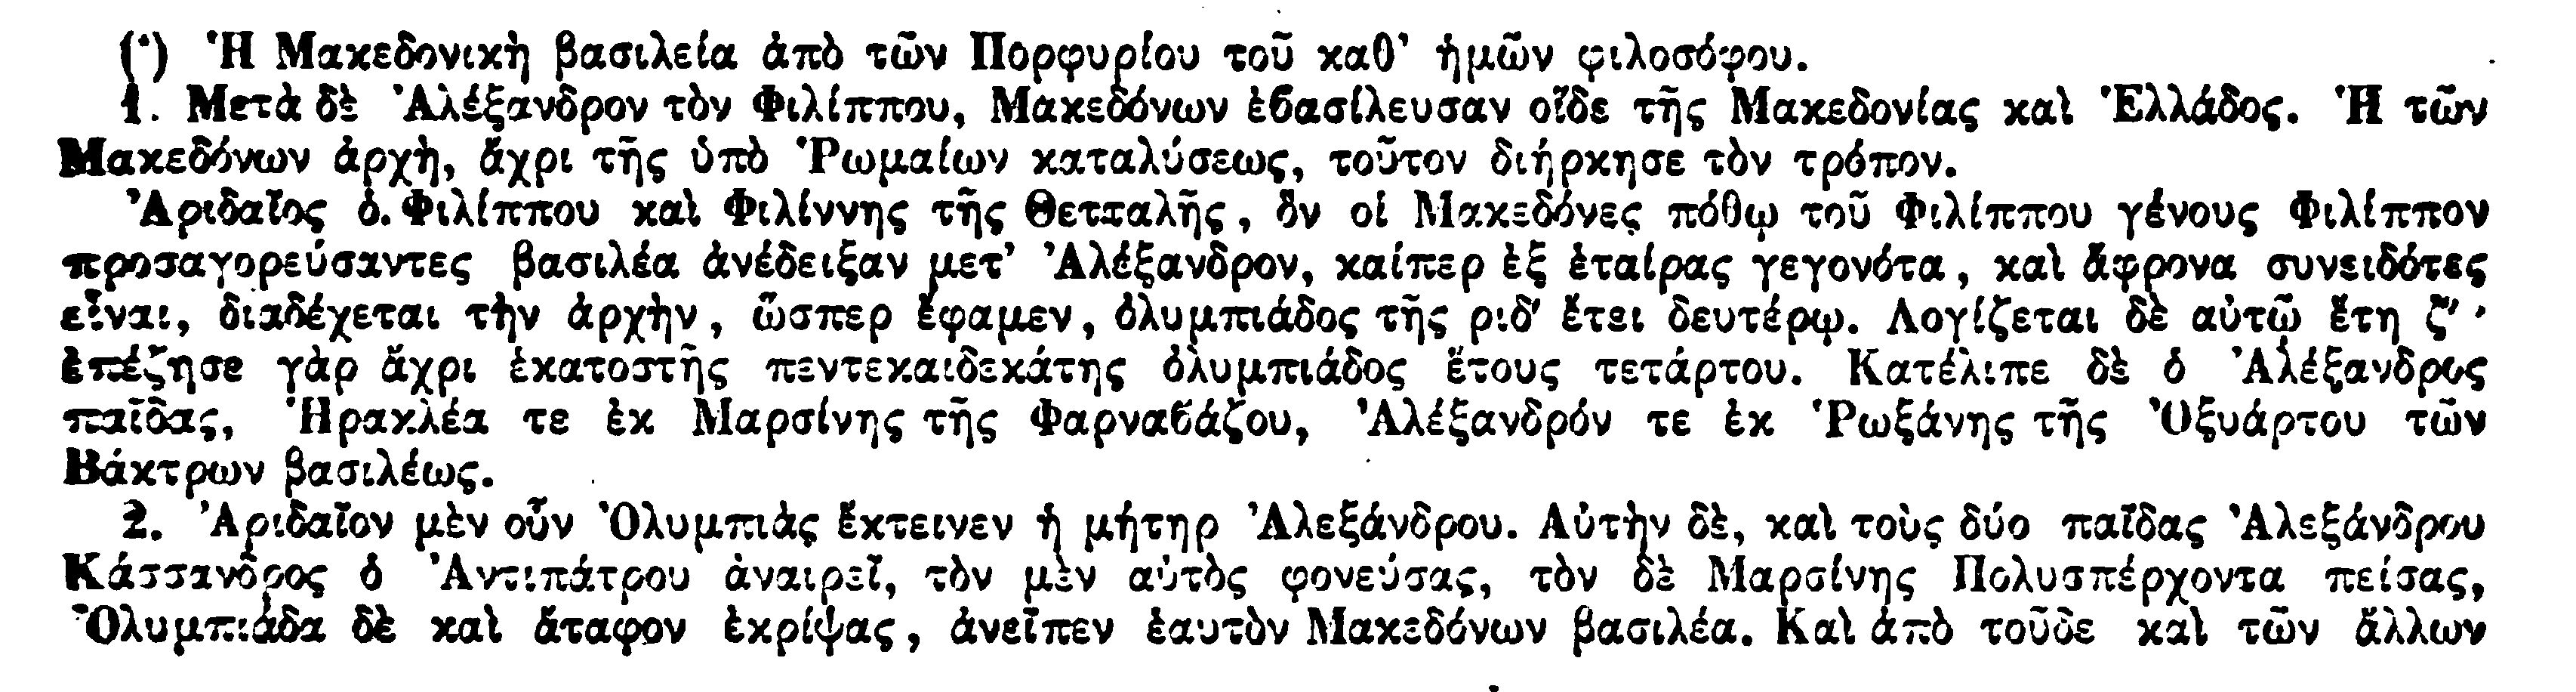 (*) Ἡ Μακεδονικὴ βασιλεία ἀπὸ τῶν Πορφυρίου τοῦ καθ' ἡμῶν φιλοσόφου.
1. Μετὰ δὲ Ἀλέξανδρον τὸν Φιλίππου, Μακεδόνων ἐϐασίλευσαν οἵδε τῆς Μακεδονίας καὶ Ἑλλάδος. Ἡ τῶν
Μακεδόνων ἀρχὴ, ἄχρι τῆς ὑπὸ Ῥωμαίων καταλύσεως, τοῦτον διήρκησε τὸν τρόπον.
Ἀριδαῖος ὁ. Φιλίππου καὶ Φιλίννης τῆς Θετταλῆς, ὃν οἱ Μακεδόνες πόθῳ τοῦ Φιλίππου γένους Φιλίππον
προσαγορεύσαντες βασιλέα ἀνέδειξαν μετ' Ἀλέξανδρον, καίπερ ἐξ ἑταίρας γεγονότα, καὶ ἄφρονα συνειδότες
εἶναι, διαδέχεται τὴν ἀρχὴν, ὥσπερ ἔφαμεν, ὀλυμπιάδος τῆς ριδ' ἔτει δευτέρῳ. Λογίζεται δὲ αὐτῷ ἔτη ζ'·
ἐπέζησε γὰρ ἄχρι ἑκατοστῆς πεντεκαιδεκάτης ὀλυμπιάδος ἔτους τετάρτου. Κατέλιπε δὲ ὁ Ἀλέξανδρος
παῖδας, Ἡρακλέα τε ἐκ Μαρσίνης τῆς Φαρναϐάζου, Ἀλέξανδρόν τε ἐκ Ῥωξάνης τῆς Ὀξυάρτου τῶν
Βάκτρων βασιλέως.
2. Ἀριδαῖον μὲν οὖν Ὀλυμπιὰς ἔκτεινεν ἡ μήτηρ Ἀλεξάνδρου. Αὐτὴν δὲ, καὶ τοὺς δύο παῖδας Ἀλεξάνδρου
Κάσσανδρος ὁ Ἀντιπάτρου ἀναιρεῖ, τὸν μὲν αὐτὸς φονεύσας, τὸν δὲ Μαρσίνης Πολυσπέρχοντα πείσας,
Ὀλυμπιάδα δὲ καὶ ἄταφον ἐκρίψας, ἀνεῖπεν ἑαυτὸν Μακεδόνων βασιλέα. Καὶ ἀπὸ τοῦδε καὶ τῶν ἄλλων